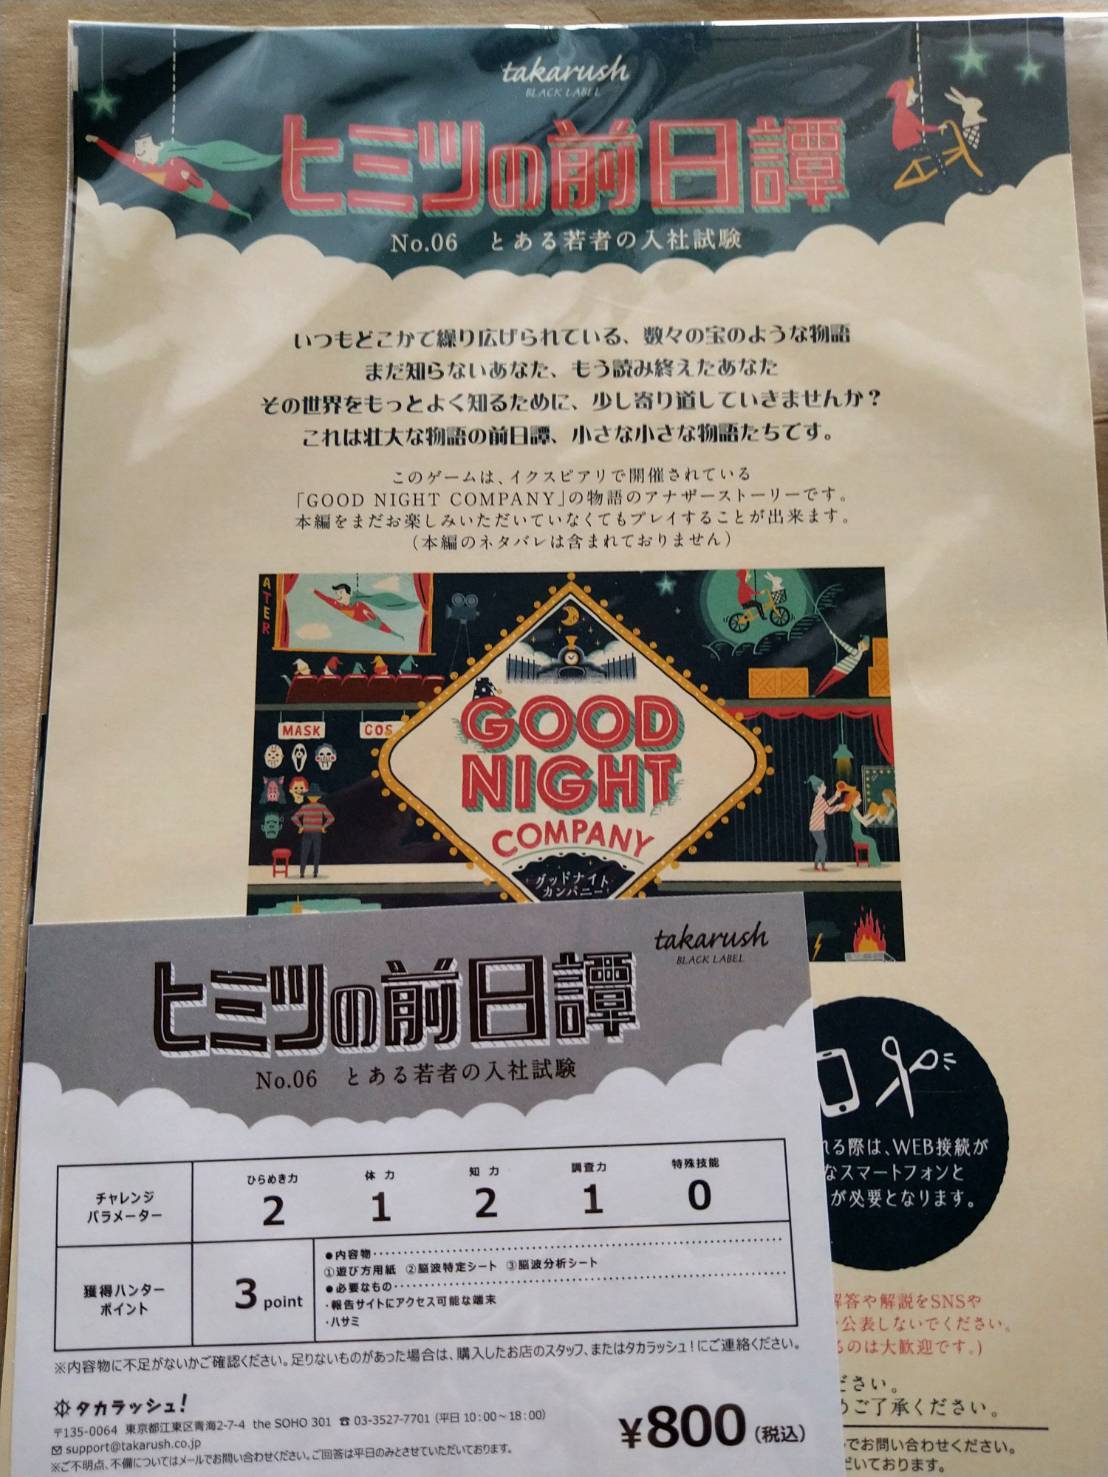 takarush
BLACK LABEL
ヒミツの前日譚
No.06 とある若者の入社試験
いつもどこかで繰り広げられている、数々の宝のような物語
まだ知らないあなた、もう読み終えたあなた
その世界をもっとよく知るために、少し寄り道していきませんか?
これは壮大な物語の前日譚、小さな小さな物語たちです。
このゲームは、イクスピアリで開催されている
「GOOD NIGHT COMPANY」の物語のアナザーストーリーです。
本編をまだお楽しみいただいていなくてもプレイすることが出来ます。
(本編のネタバレは含まれておりません)
ATER
MASK
COS
GOOD
NIGHT
COMPANY
グッドナイト
カンパニー
takarush
BLACK LABEL
ヒミツの前日譚
No.06 とある若者の入社試験
チャレンジ
パラメーター
ひらめき力 体力 知力 調査力 特殊技能
2 1 2 1 0
獲得ハンター
ポイント
3 point
●内容物
①遊び方用紙 ②脳波特定シート ③脳波分析シート
●必要なもの
・報告サイトにアクセス可能な端末
・ハサミ
※内容物に不足がないかご確認ください。足りないものがあった場合は、購入したお店のスタッフ、またはタカラッシュ!にご連絡ください。
タカラッシュ!
〒135-0064 東京都江東区青海2-7-4 the SOHO 301 ☎ 03-3527-7701 (平日 10:00~18:00)
✉ support@takarush.co.jp
※ご不明点、不備についてはメールでお問い合わせください。ご回答は平日のみとさせていただいております。
¥800 (税込)
れる際は、WEB接続が
なスマートフォンと
が必要となります。
解答や解説をSNSや
公表しないでください。
るのは大歓迎です。)
ださい。
めご了承ください。
でお問い合わせください。
だいております。